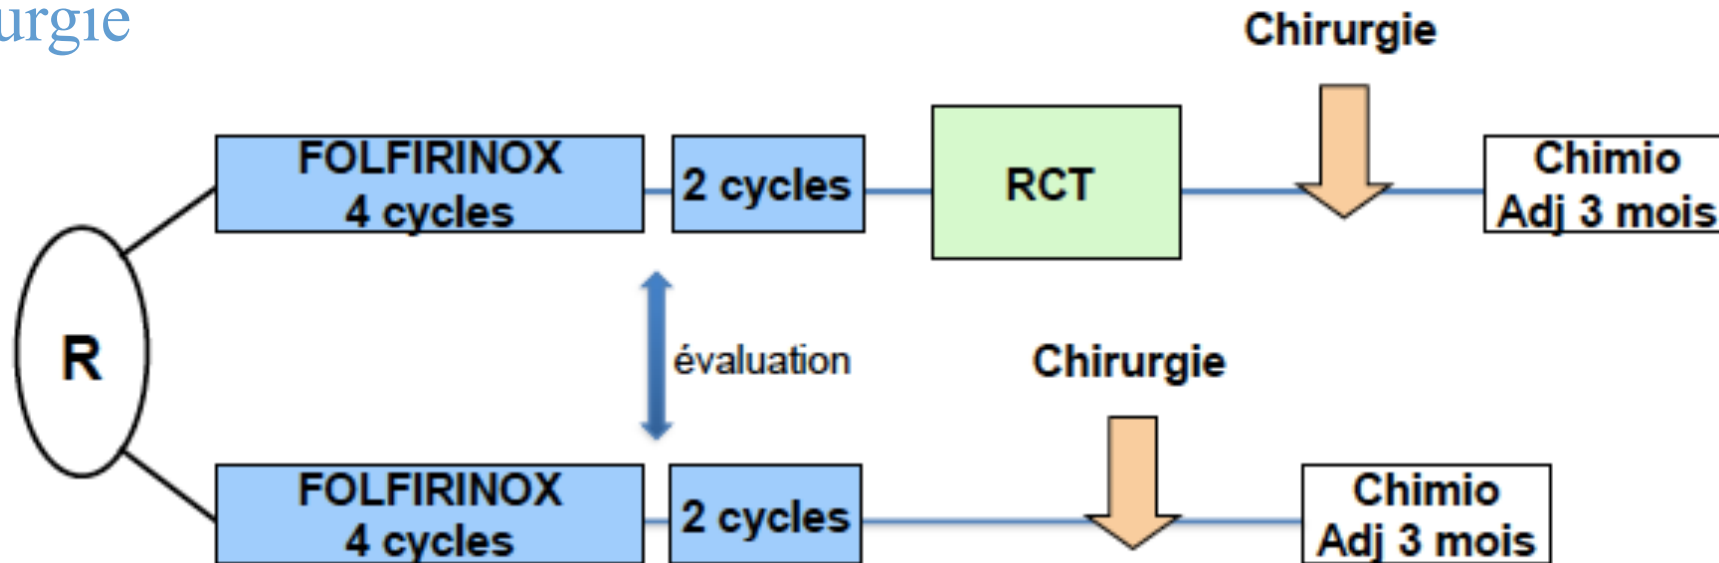 urgie
Chirurgie
FOLFIRINOX
4 cycles
2 cycles
RCT
Chimio
Adj 3 mois
R
évaluation
Chirurgie
FOLFIRINOX
4 cycles
2 cycles
Chimio
Adj 3 mois